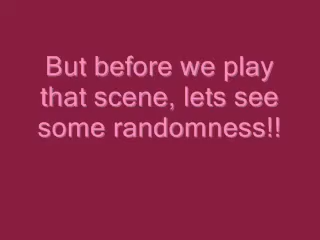 But before we play
that scene, lets see
some randomness!!